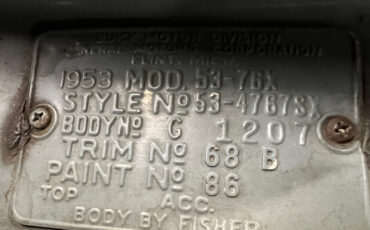 BUICK MOTOR DIVISION
GENERAL MOTORS CORPORATION
FLINT, MICH.
1953 MOD. 53-76X
STYLE No 53-4767SX
BODY No G 1207
TRIM No 68 B
PAINT No 86
TOP ACC.
BODY BY FISHER